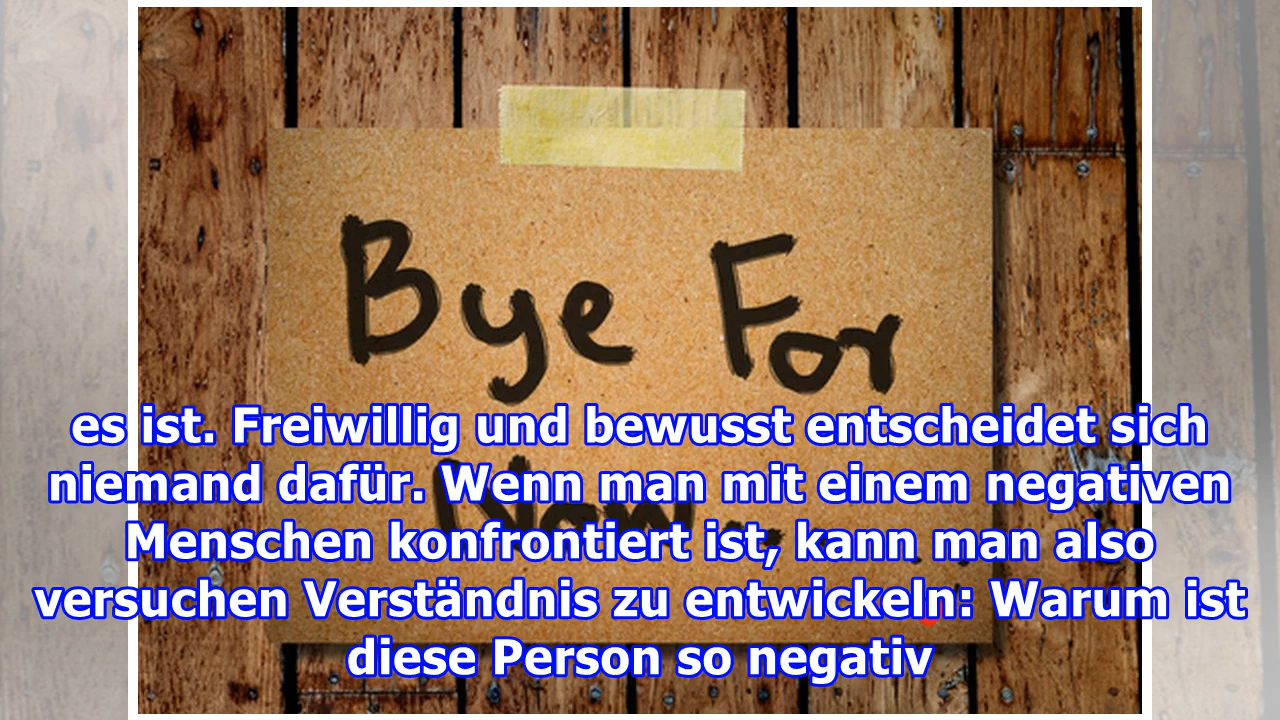 Bye For
Now...
es ist. Freiwillig und bewusst entscheidet sich
niemand dafür. Wenn man mit einem negativen
Menschen konfrontiert ist, kann man also
versuchen Verständnis zu entwickeln: Warum ist
diese Person so negativ